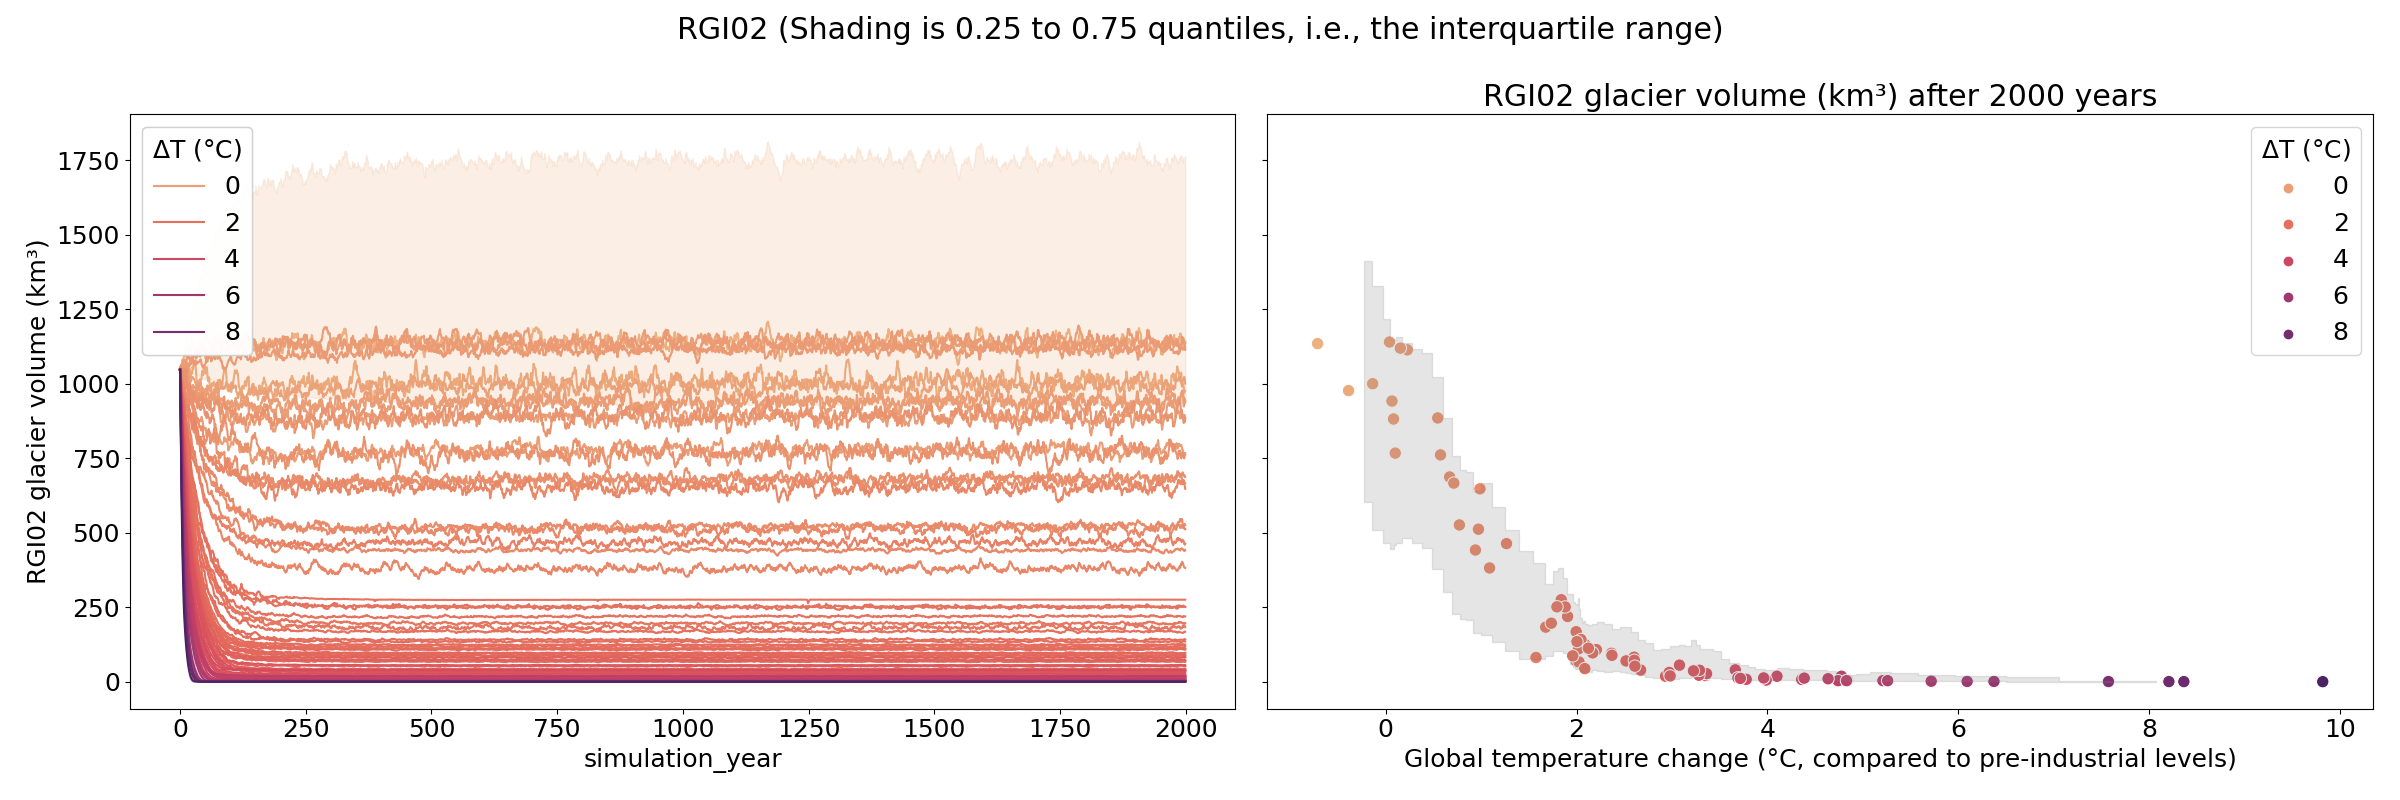 RGI02 (Shading is 0.25 to 0.75 quantiles, i.e., the interquartile range)
RGI02 glacier volume (km³)
1750
1500
1250
1000
750
500
250
0
ΔT (°C)
0
2
4
6
8
0 250 500 750 1000 1250 1500 1750 2000
simulation_year
RGI02 glacier volume (km³) after 2000 years
ΔT (°C)
0
2
4
6
8
0 2 4 6 8 10
Global temperature change (°C, compared to pre-industrial levels)